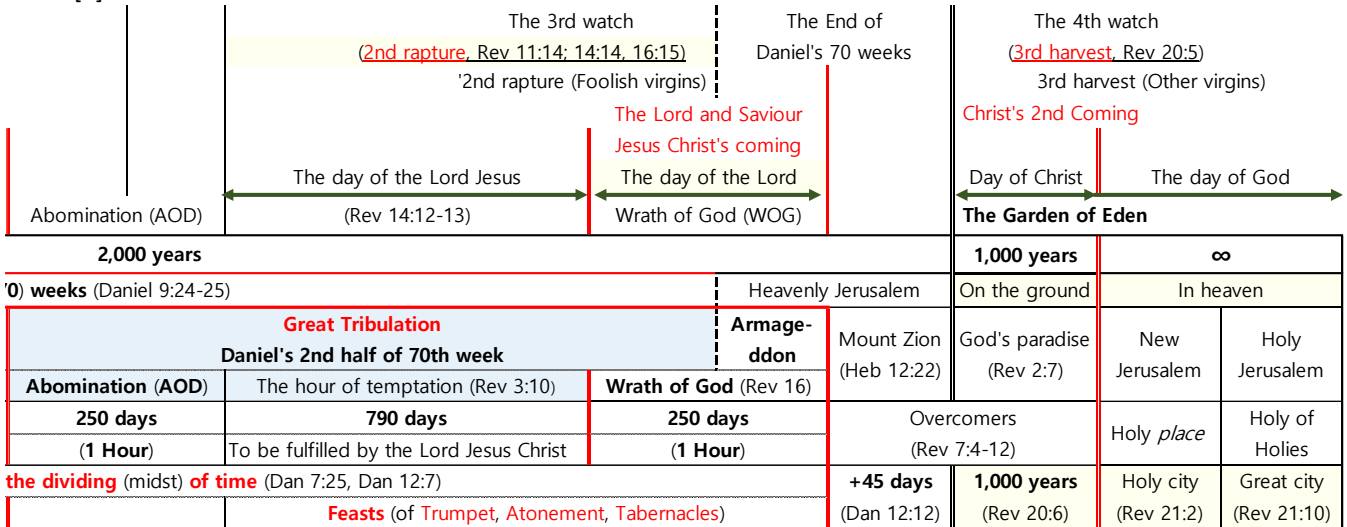 The 3rd watch
The End of
The 4th watch
(2nd rapture, Rev 11:14; 14:14, 16:15)
Daniel's 70 weeks
(3rd harvest, Rev 20:5)
'2nd rapture (Foolish virgins)
3rd harvest (Other virgins)
The Lord and Saviour
Christ's 2nd Coming
Jesus Christ's coming
The day of the Lord Jesus
The day of the Lord
Day of Christ
The day of God
Abomination (AOD)
(Rev 14:12-13)
Wrath of God (WOG)
The Garden of Eden
2,000 years
1,000 years
∞
0) weeks (Daniel 9:24-25)
Heavenly Jerusalem
On the ground
In heaven
Great Tribulation
Daniel's 2nd half of 70th week
Armage-
ddon
Mount Zion
(Heb 12:22)
God's paradise
(Rev 2:7)
New
Jerusalem
Holy
Jerusalem
Abomination (AOD)
The hour of temptation (Rev 3:10)
Wrath of God (Rev 16)
250 days
790 days
250 days
Overcomers
(Rev 7:4-12)
Holy place
Holy of
Holies
(1 Hour)
To be fulfilled by the Lord Jesus Christ
(1 Hour)
the dividing (midst) of time (Dan 7:25, Dan 12:7)
+45 days
(Dan 12:12)
1,000 years
(Rev 20:6)
Holy city
(Rev 21:2)
Great city
(Rev 21:10)
Feasts (of Trumpet, Atonement, Tabernacles)